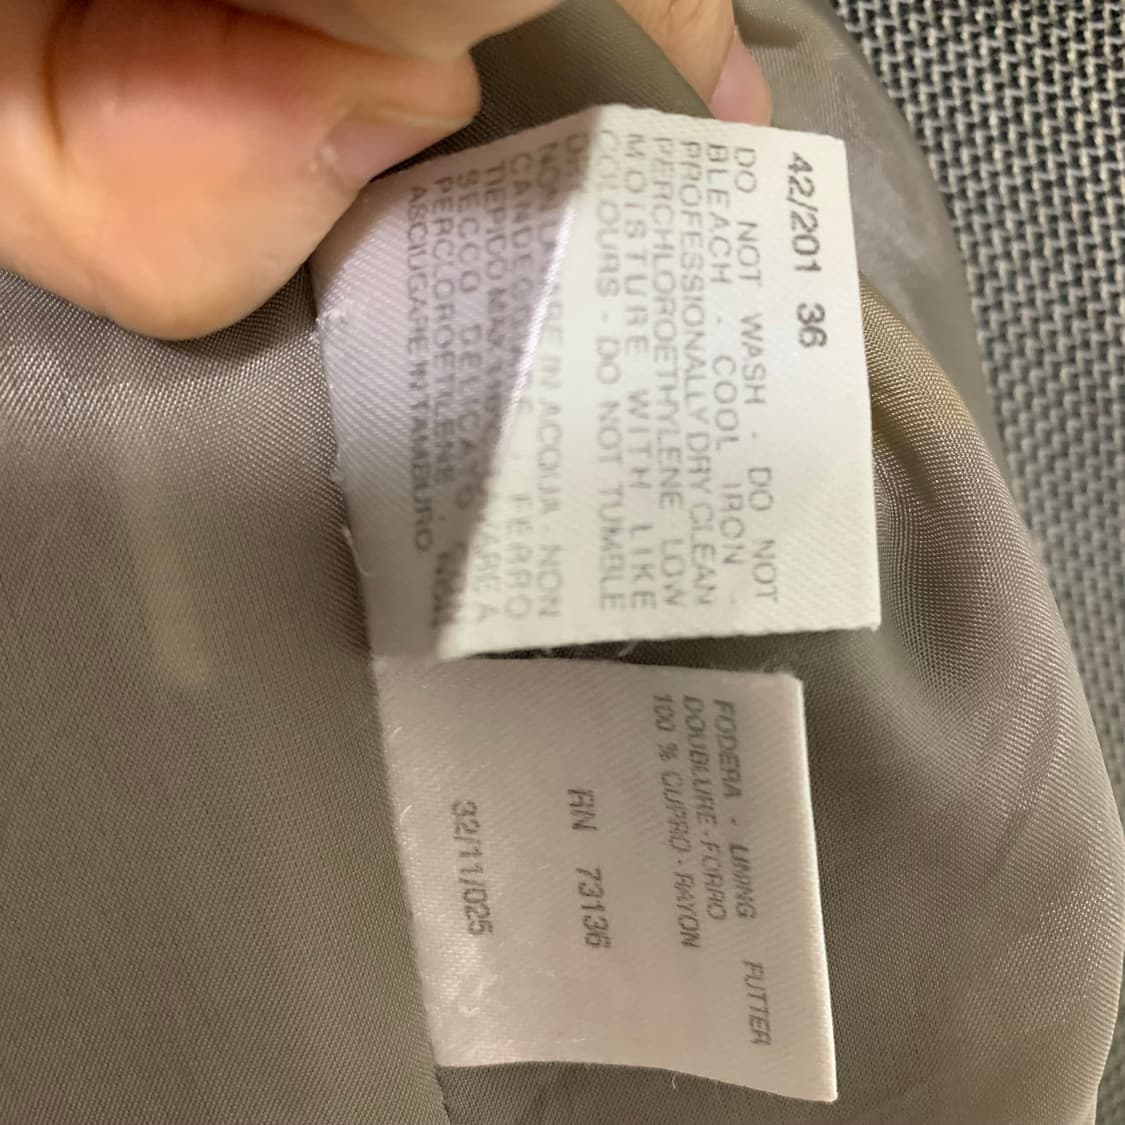 42/201 36
DO NOT WASH - DO NOT
BLEACH - COOL IRON -
PROFESSIONALLY DRY CLEAN
PERCHLOROETHYLENE LOW
MOISTURE WITH LIKE
COLOURS - DO NOT TUMBLE
IN ACQUA - NON
FERRO
TIEPIDO A
SECCO DELICATO
PERCLOROETILENE - NON
ASCIUGARE IN TAMBURO
FODERA - LINING FUTTER
DOUBLURE - FORRO
100 % CUPRO - RAYON
RN 73136
32/11/025